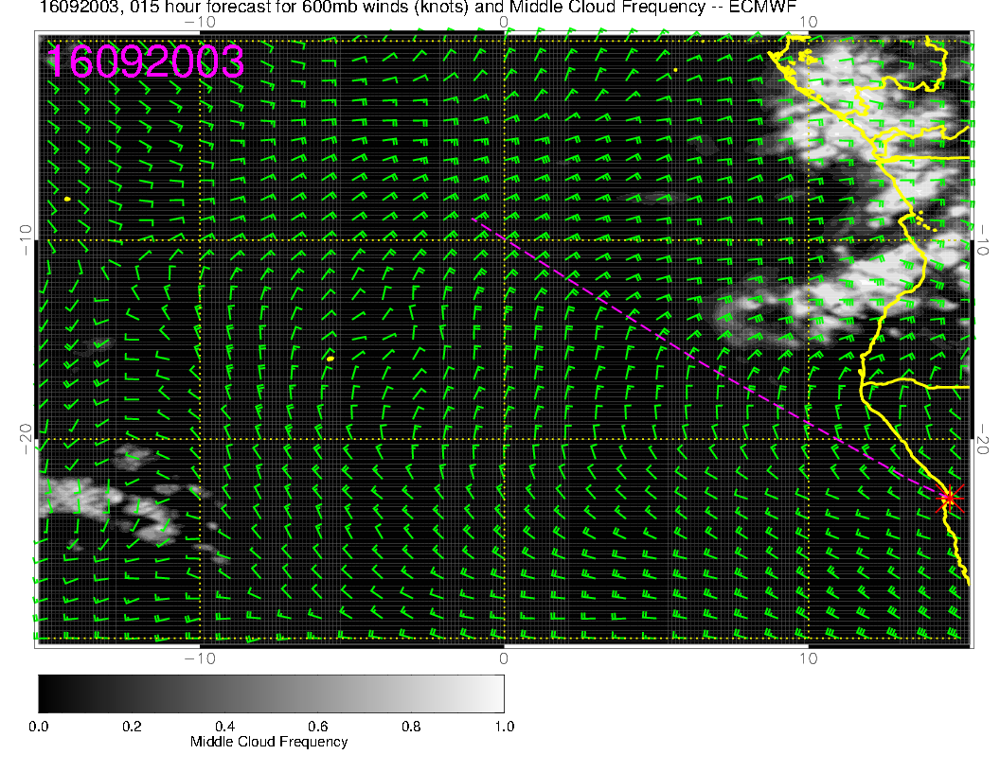 16092003, 015 hour forecast for 600mb winds (knots) and Middle Cloud Frequency -- ECMWF
−10 0 10
16092003
−10 −10
−20 −20
−10 0 10
0.0 0.2 0.4 0.6 0.8 1.0
Middle Cloud Frequency